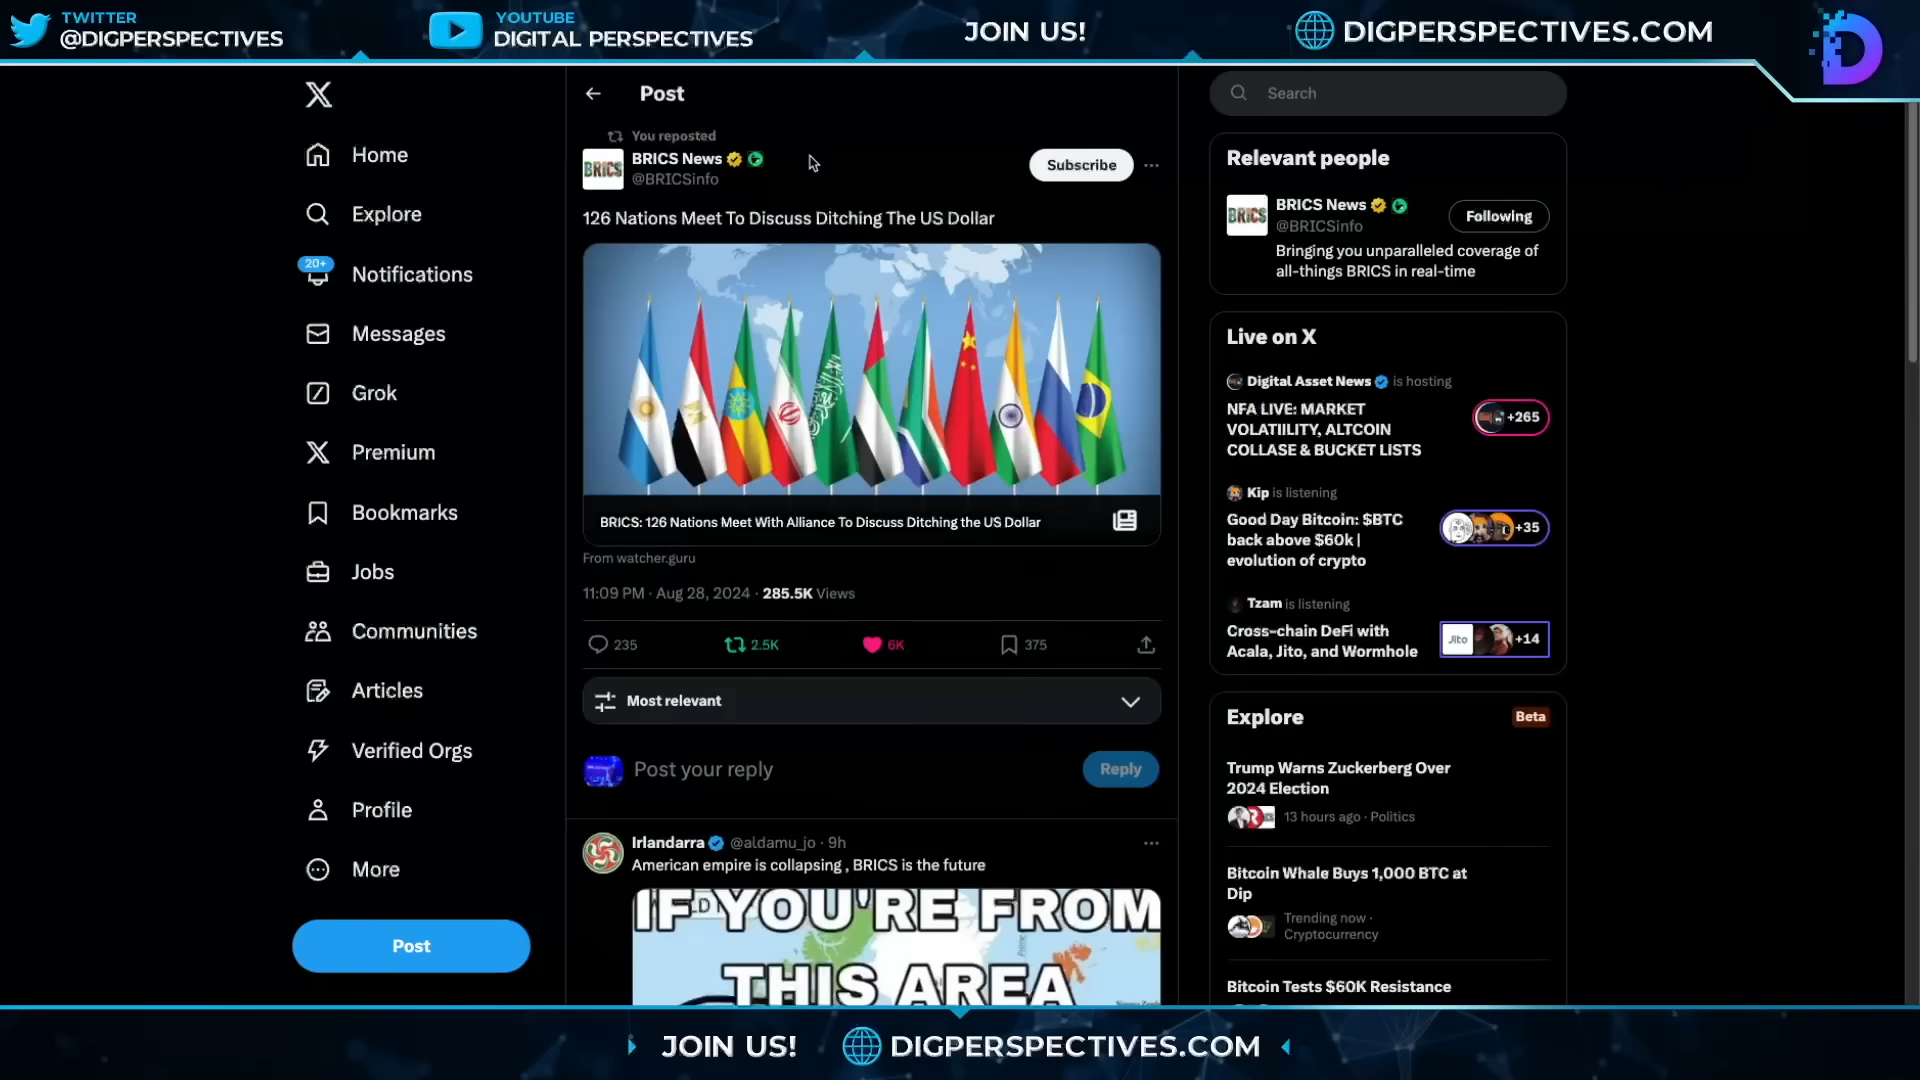 TWITTER
@DIGPERSPECTIVES
YOUTUBE
DIGITAL PERSPECTIVES
JOIN US!
DIGPERSPECTIVES.COM
Home
Explore
20+
Notifications
Messages
Grok
Premium
Bookmarks
Jobs
Communities
Articles
Verified Orgs
Profile
More
Post
Post
You reposted
BRICS
BRICS News
@BRICSinfo
Subscribe
126 Nations Meet To Discuss Ditching The US Dollar
BRICS: 126 Nations Meet With Alliance To Discuss Ditching the US Dollar
From watcher.guru
11:09 PM · Aug 28, 2024 · 285.5K Views
235 2.5K 6K 375
Most relevant
Post your reply
Reply
Irlandarra @aldamu_jo · 9h
American empire is collapsing , BRICS is the future
IF YOU'RE FROM
THIS AREA
Search
Relevant people
BRICS
BRICS News
@BRICSinfo
Following
Bringing you unparalleled coverage of
all-things BRICS in real-time
Live on X
Digital Asset News is hosting
NFA LIVE: MARKET
VOLATIILITY, ALTCOIN
COLLASE & BUCKET LISTS
+265
Kip is listening
Good Day Bitcoin: $BTC
back above $60k |
evolution of crypto
+35
Tzam is listening
Cross-chain DeFi with
Acala, Jito, and Wormhole
Jito
+14
Explore
Beta
Trump Warns Zuckerberg Over
2024 Election
13 hours ago · Politics
Bitcoin Whale Buys 1,000 BTC at
Dip
Trending now ·
Cryptocurrency
Bitcoin Tests $60K Resistance
JOIN US!
DIGPERSPECTIVES.COM